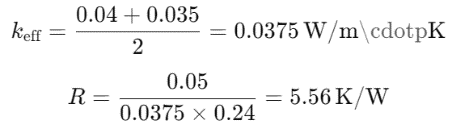 k_eff = (0.04 + 0.035) / 2 = 0.0375 W/m\cdotpK
R = 0.05 / (0.0375 × 0.24) = 5.56 K/W